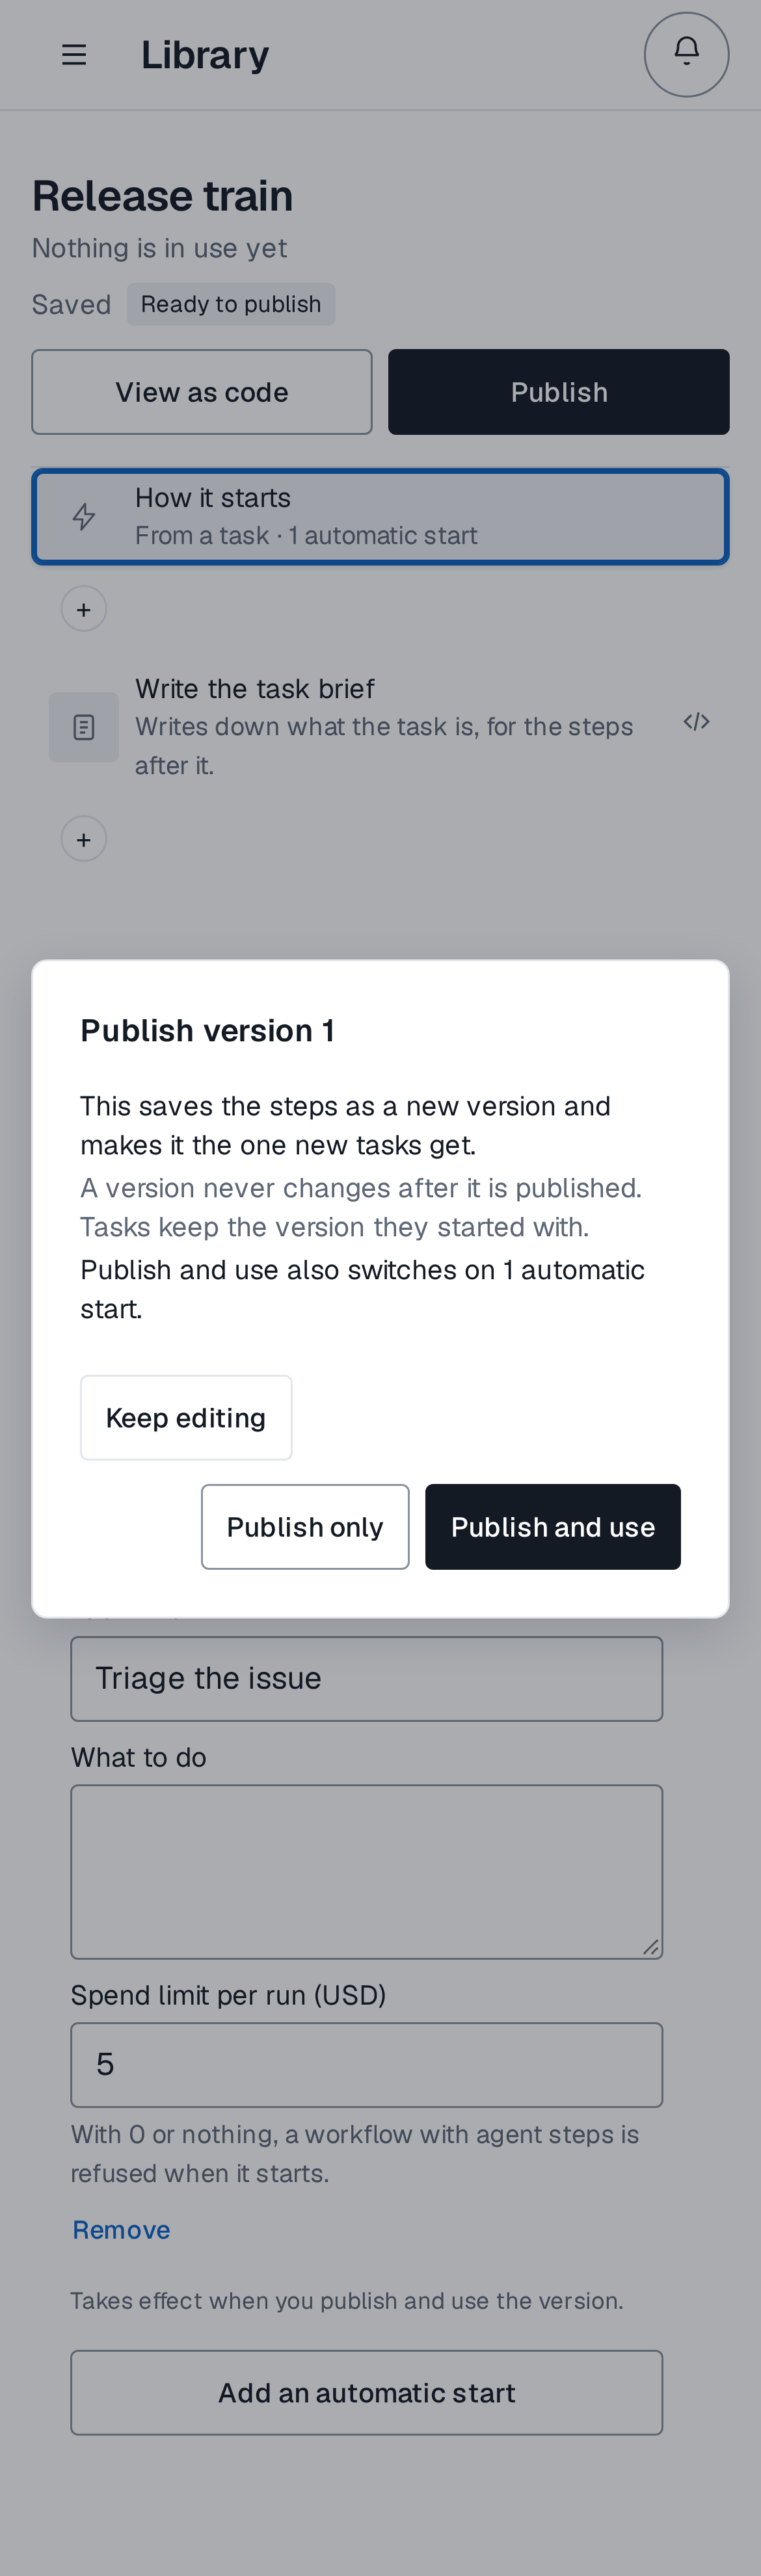 Library
Release train
Nothing is in use yet
Saved
Ready to publish
View as code
Publish
How it starts
From a task · 1 automatic start
+
Write the task brief
Writes down what the task is, for the steps
after it.
+
Publish version 1
This saves the steps as a new version and
makes it the one new tasks get.
A version never changes after it is published.
Tasks keep the version they started with.
Publish and use also switches on 1 automatic
start.
Keep editing
Publish only
Publish and use
Triage the issue
What to do
Spend limit per run (USD)
5
With 0 or nothing, a workflow with agent steps is
refused when it starts.
Remove
Takes effect when you publish and use the version.
Add an automatic start